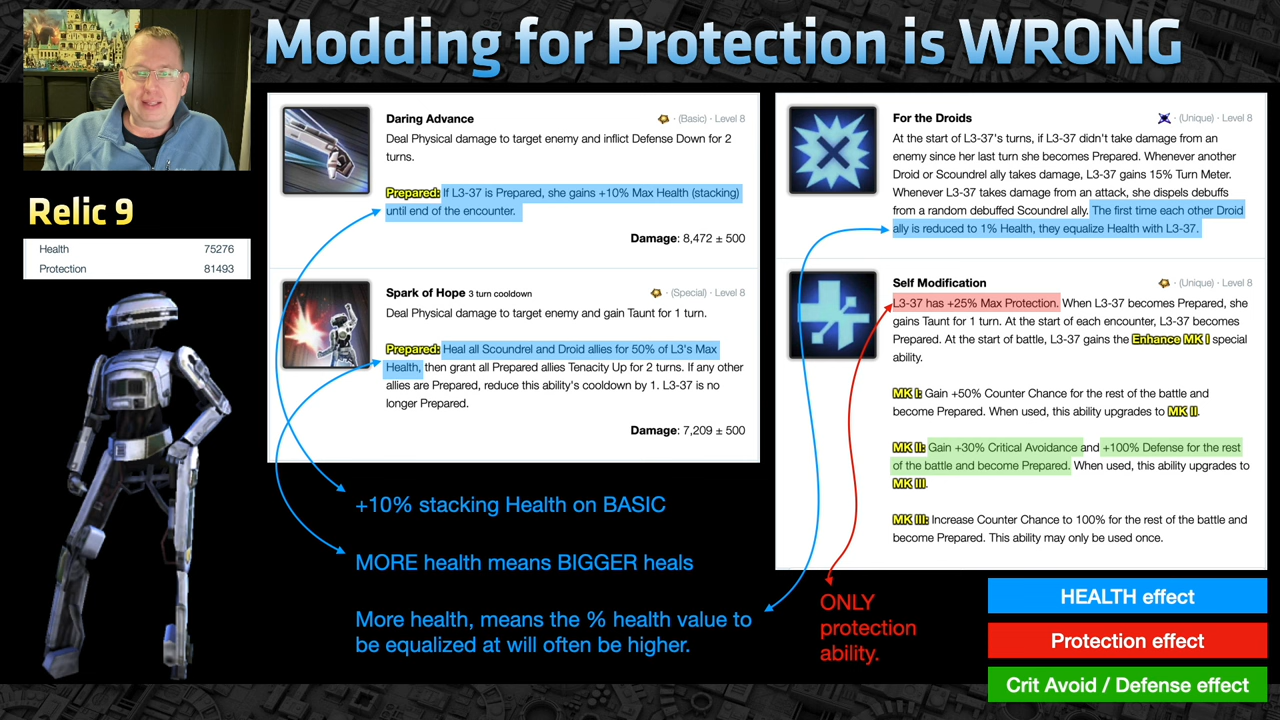 Modding for Protection is WRONG
Relic 9
Health 75276
Protection 81493
Daring Advance (Basic) · Level 8
Deal Physical damage to target enemy and inflict Defense Down for 2
turns.
Prepared: If L3-37 is Prepared, she gains +10% Max Health (stacking)
until end of the encounter.
Damage: 8,472 ± 500
Spark of Hope 3 turn cooldown · (Special) · Level 8
Deal Physical damage to target enemy and gain Taunt for 1 turn.
Prepared: Heal all Scoundrel and Droid allies for 50% of L3's Max
Health, then grant all Prepared allies Tenacity Up for 2 turns. If any other
allies are Prepared, reduce this ability's cooldown by 1. L3-37 is no
longer Prepared.
Damage: 7,209 ± 500
+10% stacking Health on BASIC
MORE health means BIGGER heals
More health, means the % health value to
be equalized at will often be higher.
For the Droids · (Unique) · Level 8
At the start of L3-37's turns, if L3-37 didn't take damage from an
enemy since her last turn she becomes Prepared. Whenever another
Droid or Scoundrel ally takes damage, L3-37 gains 15% Turn Meter.
Whenever L3-37 takes damage from an attack, she dispels debuffs
from a random debuffed Scoundrel ally. The first time each other Droid
ally is reduced to 1% Health, they equalize Health with L3-37.
Self Modification · (Unique) · Level 8
L3-37 has +25% Max Protection. When L3-37 becomes Prepared, she
gains Taunt for 1 turn. At the start of each encounter, L3-37 becomes
Prepared. At the start of battle, L3-37 gains the Enhance MK I special
ability.
MK I: Gain +50% Counter Chance for the rest of the battle and
become Prepared. When used, this ability upgrades to MK II.
MK II: Gain +30% Critical Avoidance and +100% Defense for the rest
of the battle and become Prepared. When used, this ability upgrades to
MK III.
MK III: Increase Counter Chance to 100% for the rest of the battle and
become Prepared. This ability may only be used once.
ONLY
protection
ability.
HEALTH effect
Protection effect
Crit Avoid / Defense effect